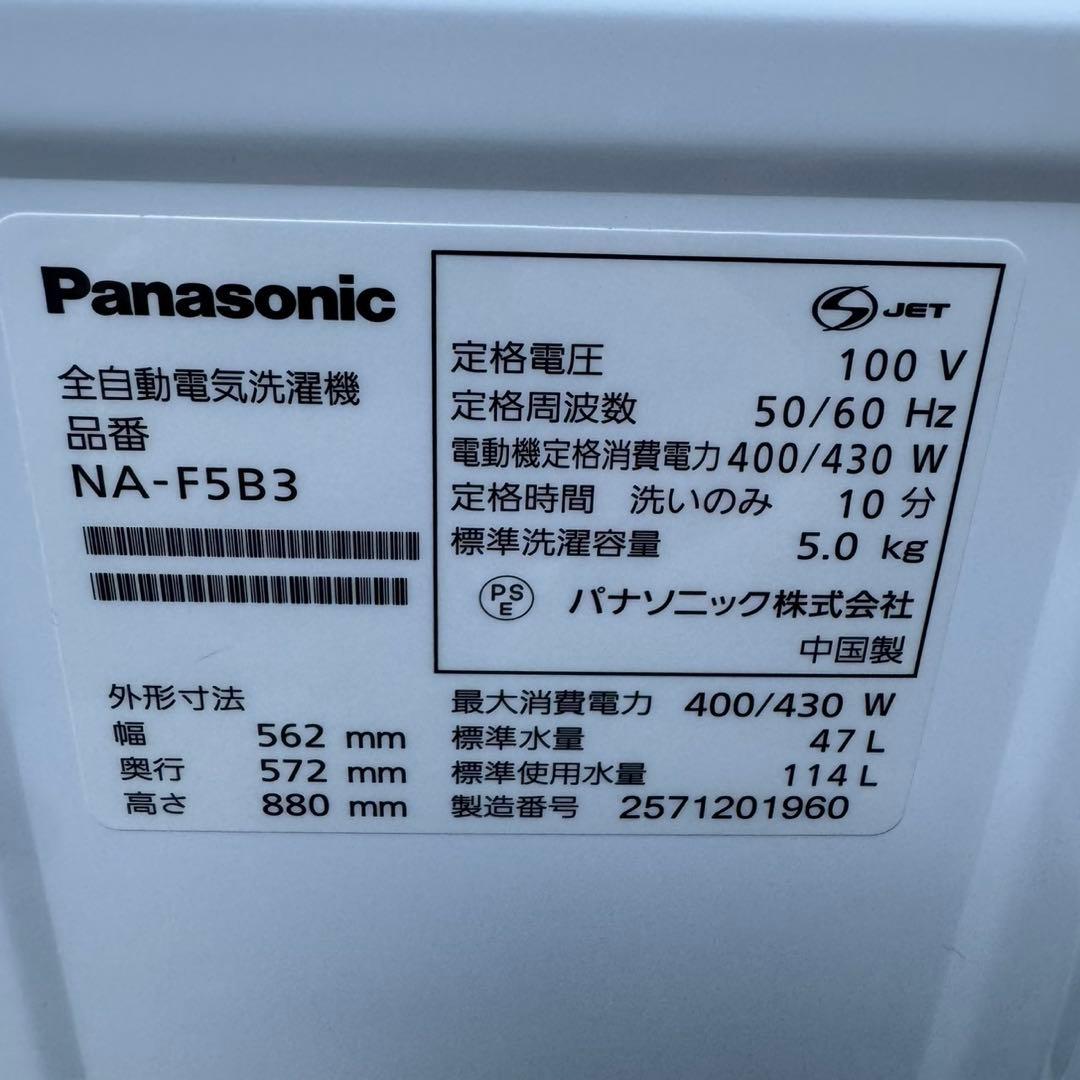 Panasonic
全自動電気洗濯機
品番
NA-F5B3
S JET
定格電圧 100 V
定格周波数 50/60 Hz
電動機定格消費電力 400/430 W
定格時間 洗いのみ 10 分
標準洗濯容量 5.0 kg
PSE パナソニック株式会社
中国製
外形寸法
幅 562 mm
奥行 572 mm
高さ 880 mm
最大消費電力 400/430 W
標準水量 47 L
標準使用水量 114 L
製造番号 2571201960